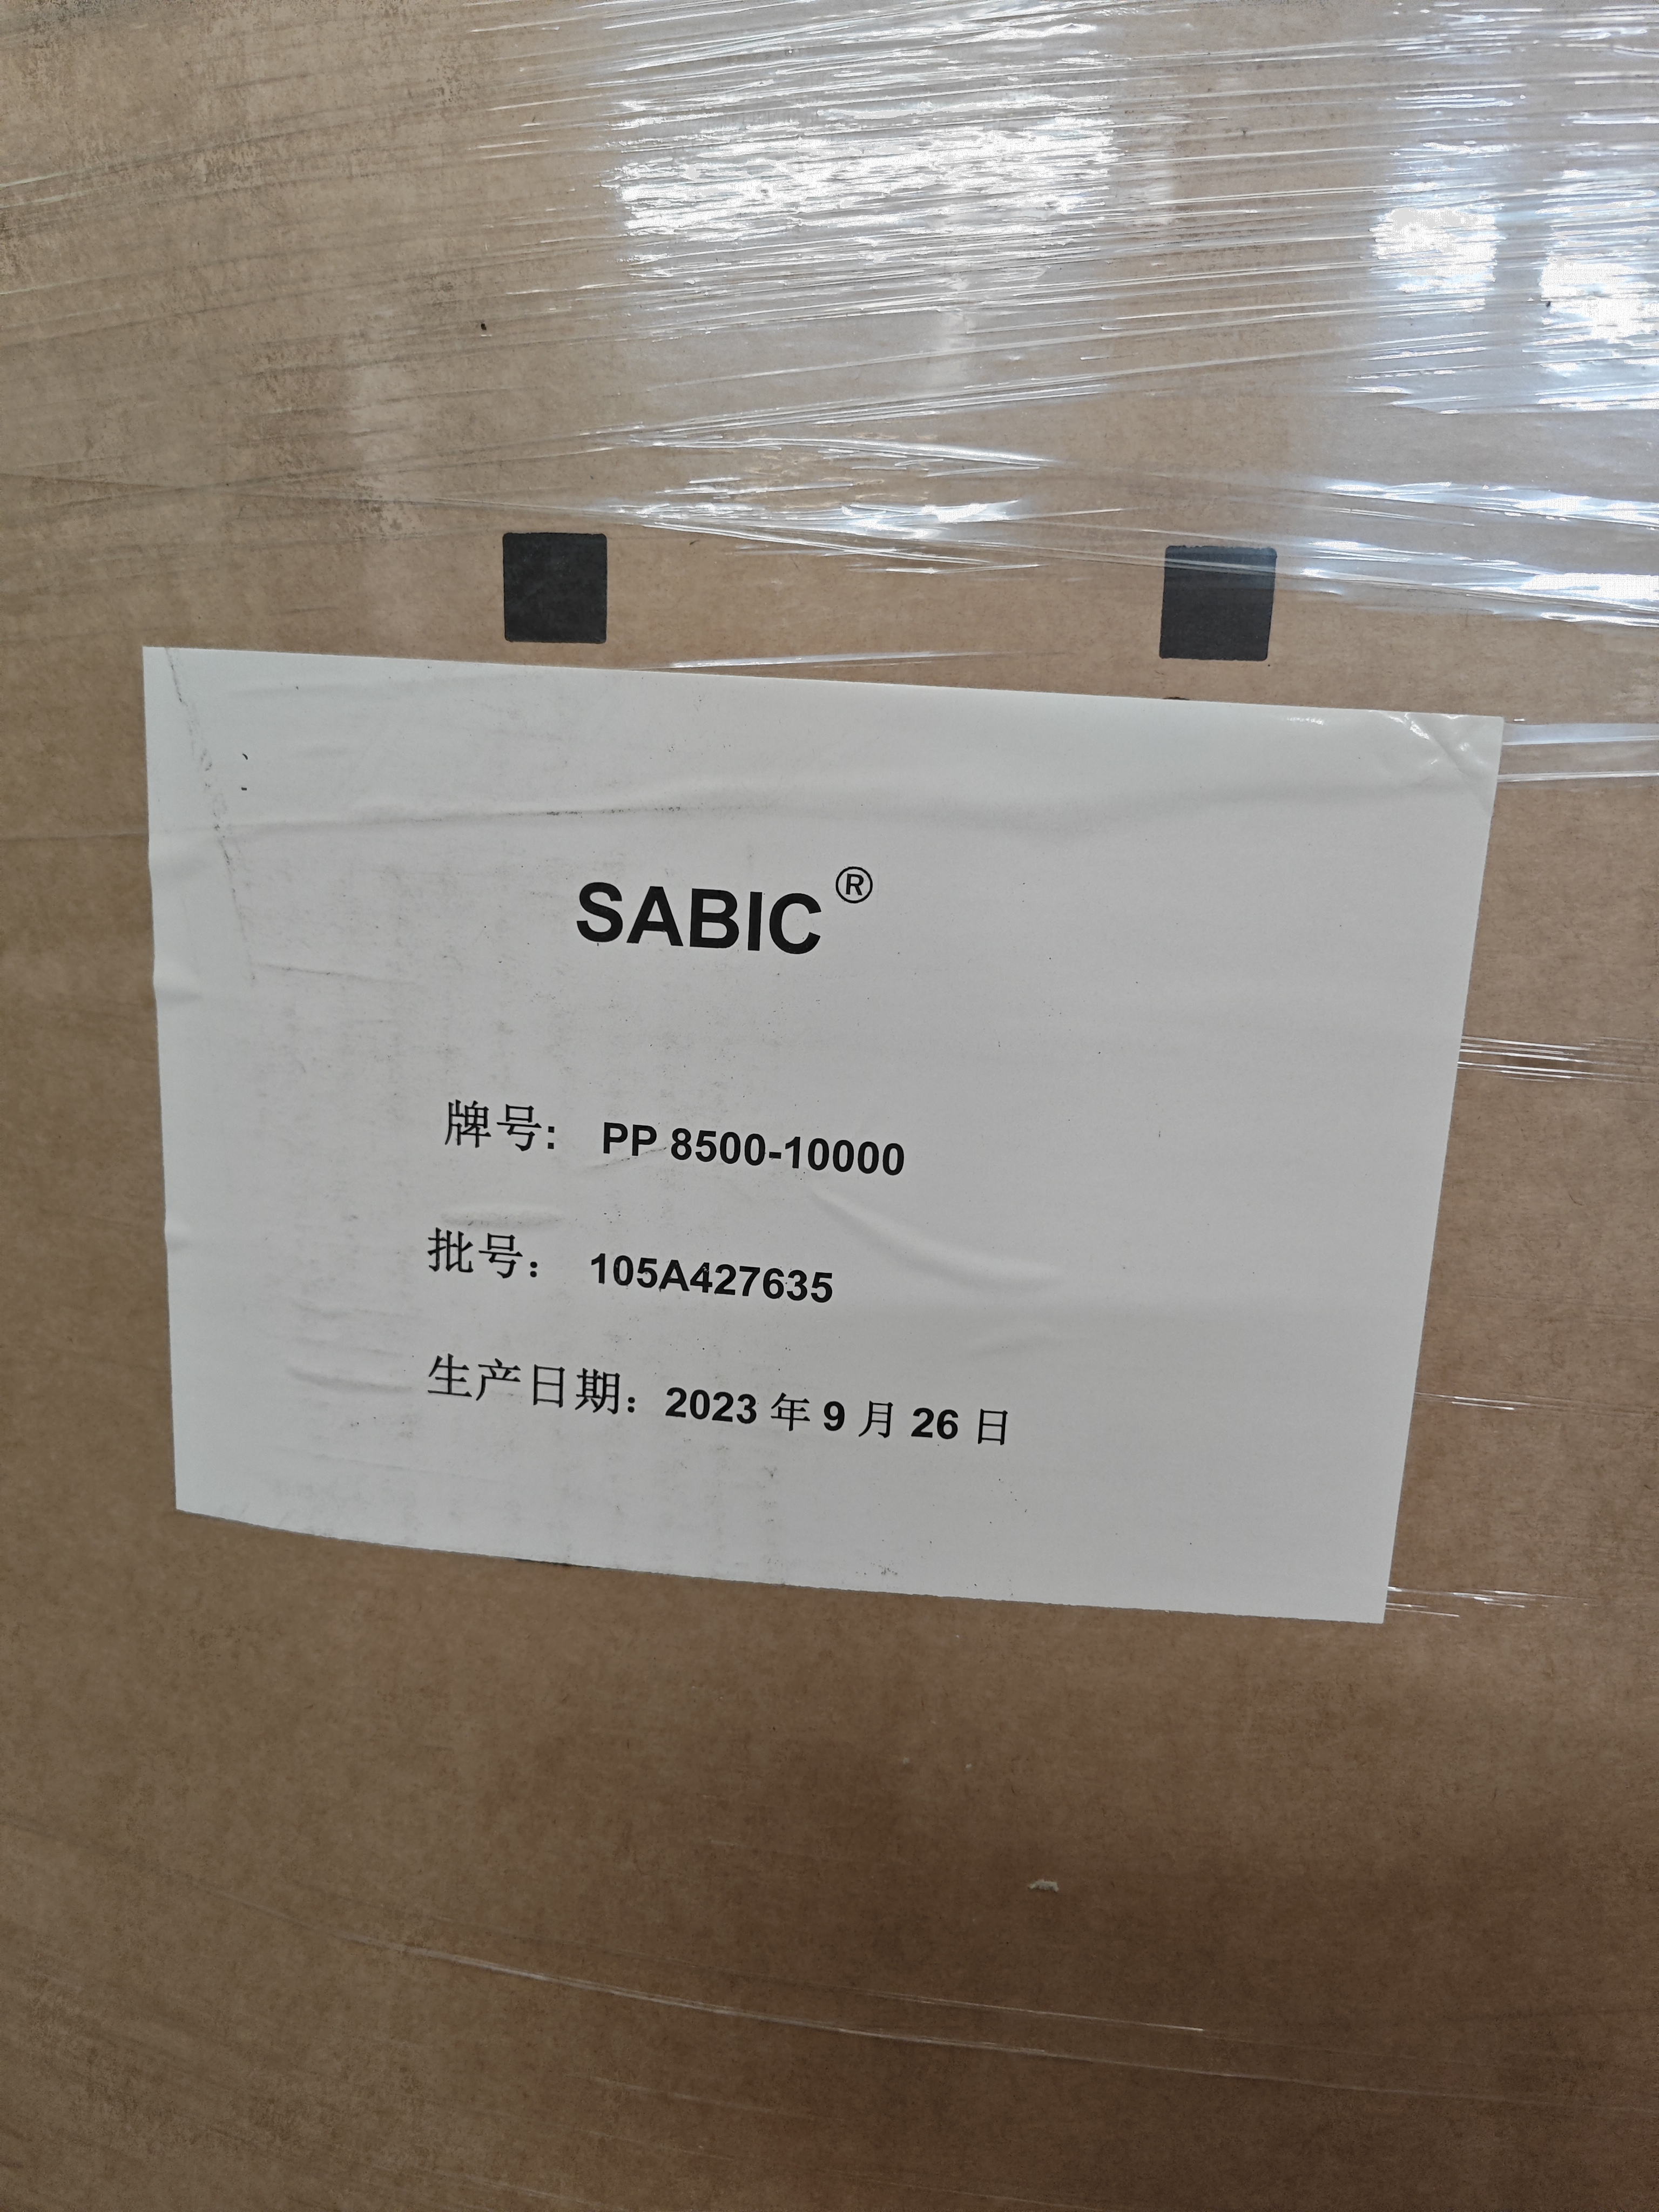 SABIC®
牌号: PP 8500-10000
批号： 105A427635
生产日期：2023 年 9 月 26 日